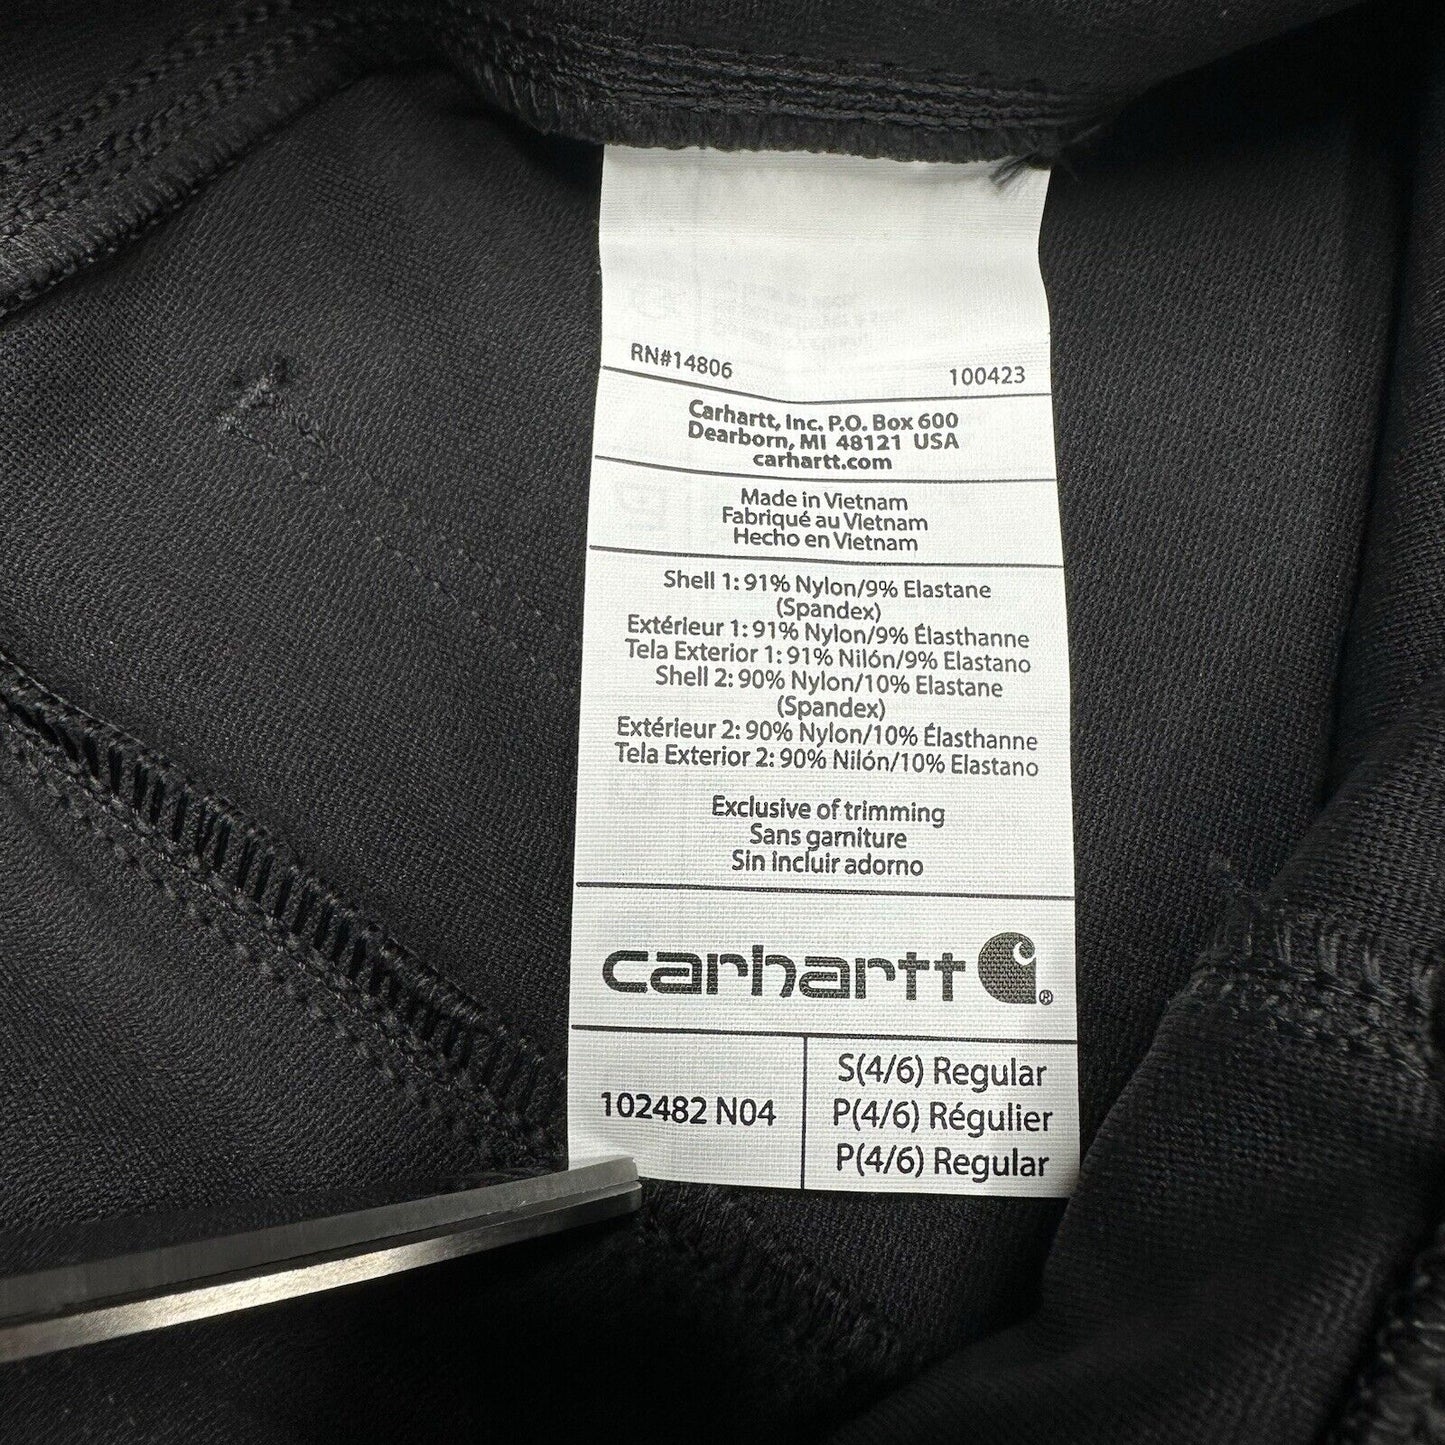 RN#14806
100423
Carhartt, Inc. P.O. Box 600
Dearborn, MI 48121 USA
carhartt.com
Made in Vietnam
Fabriqué au Vietnam
Hecho en Vietnam
Shell 1: 91% Nylon/9% Elastane
(Spandex)
Extérieur 1: 91% Nylon/9% Élasthanne
Tela Exterior 1: 91% Nilón/9% Elastano
Shell 2: 90% Nylon/10% Elastane
(Spandex)
Extérieur 2: 90% Nylon/10% Élasthanne
Tela Exterior 2: 90% Nilón/10% Elastano
Exclusive of trimming
Sans garniture
Sin incluir adorno
carhartt ®
102482 N04
S(4/6) Regular
P(4/6) Régulier
P(4/6) Regular